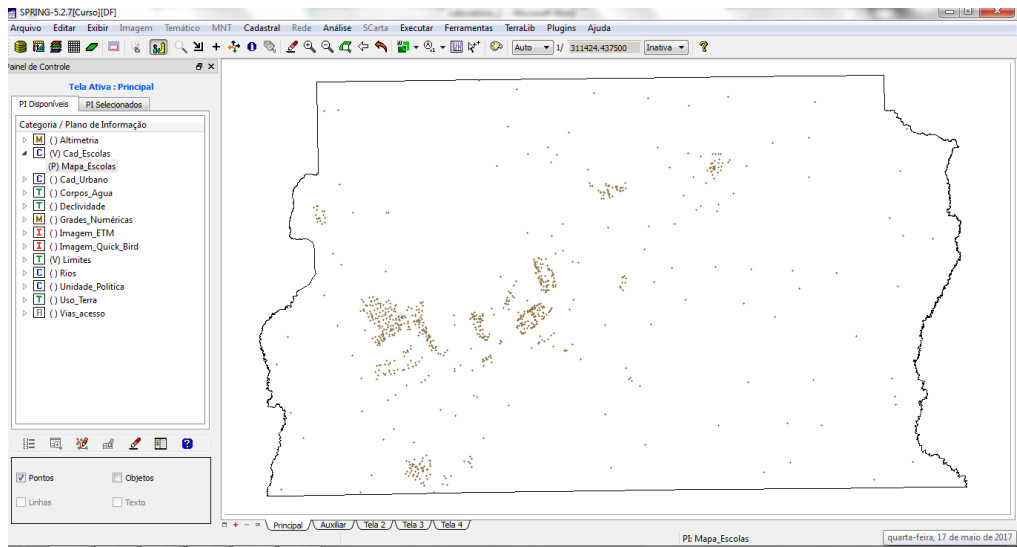 SPRING-5.2.7[Curso][DF]
Arquivo Editar Exibir Imagem Temático MNT Cadastral Rede Análise SCarta Executar Ferramentas TerraLib Plugins Ajuda
Auto 1/ 311424.437500 Inativa
Painel de Controle
Tela Ativa : Principal
PI Disponíveis PI Selecionados
Categoria / Plano de Informação
M () Altimetria
C (V) Cad_Escolas
(P) Mapa_Escolas
C () Cad_Urbano
T () Corpos_Agua
T () Declividade
M () Grades_Numéricas
I () Imagem_ETM
I () Imagem_Quick_Bird
T (V) Limites
C () Rios
C () Unidade_Politica
T () Uso_Terra
R () Vias_acesso
Pontos Objetos
Linhas Texto
Principal Auxiliar Tela 2 Tela 3 Tela 4
PI: Mapa_Escolas
quarta-feira, 17 de maio de 2017